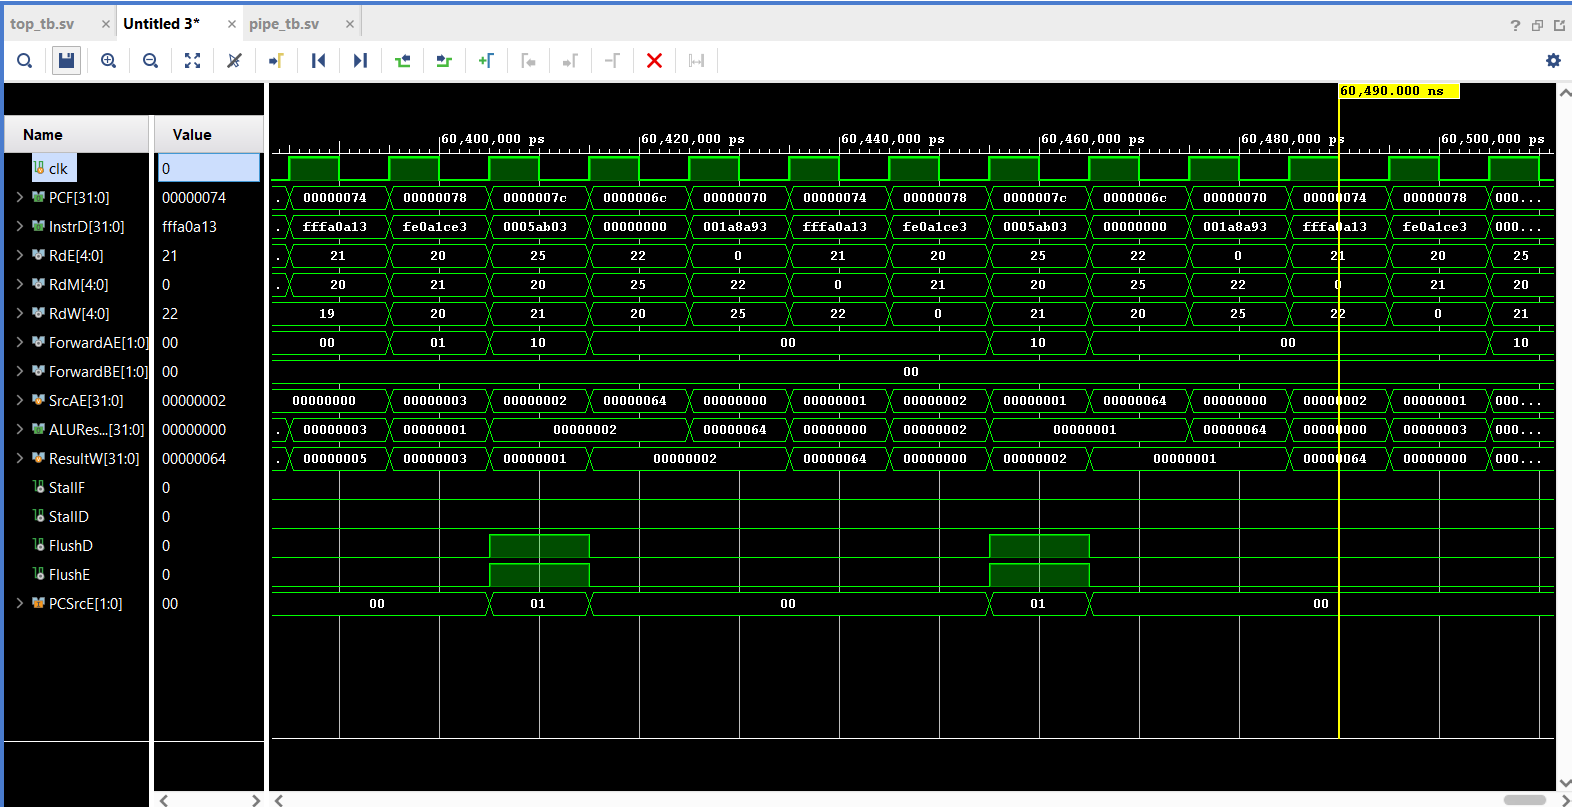 top_tb.sv × Untitled 3* × pipe_tb.sv ×
?
60,490.000 ns
Name Value
60,400,000 ps 60,420,000 ps 60,440,000 ps 60,460,000 ps 60,480,000 ps 60,500,000 ps
clk 0
PCF[31:0] 00000074 . 00000074 00000078 0000007c 0000006c 00000070 00000074 00000078 0000007c 0000006c 00000070 00000074 00000078 000...
InstrD[31:0] fffa0a13 . fffa0a13 fe0a1ce3 0005ab03 00000000 001a8a93 fffa0a13 fe0a1ce3 0005ab03 00000000 001a8a93 fffa0a13 fe0a1ce3 000...
RdE[4:0] 21 . 21 20 25 22 0 21 20 25 22 0 21 20 25
RdM[4:0] 0 . 20 21 20 25 22 0 21 20 25 22 0 21 20
RdW[4:0] 22 19 20 21 20 25 22 0 21 20 25 22 0 21
ForwardAE[1:0] 00 00 01 10 00 10 00 10
ForwardBE[1:0] 00 00
SrcAE[31:0] 00000002 00000000 00000003 00000002 00000064 00000000 00000001 00000002 00000001 00000064 00000000 00000002 00000001 000...
ALURes...[31:0] 00000000 . 00000003 00000001 00000002 00000064 00000000 00000002 00000001 00000064 00000000 00000003 000...
ResultW[31:0] 00000064 . 00000005 00000003 00000001 00000002 00000064 00000000 00000002 00000001 00000064 00000000 000...
StallF 0
StallD 0
FlushD 0
FlushE 0
PCSrcE[1:0] 00 00 01 00 01 00